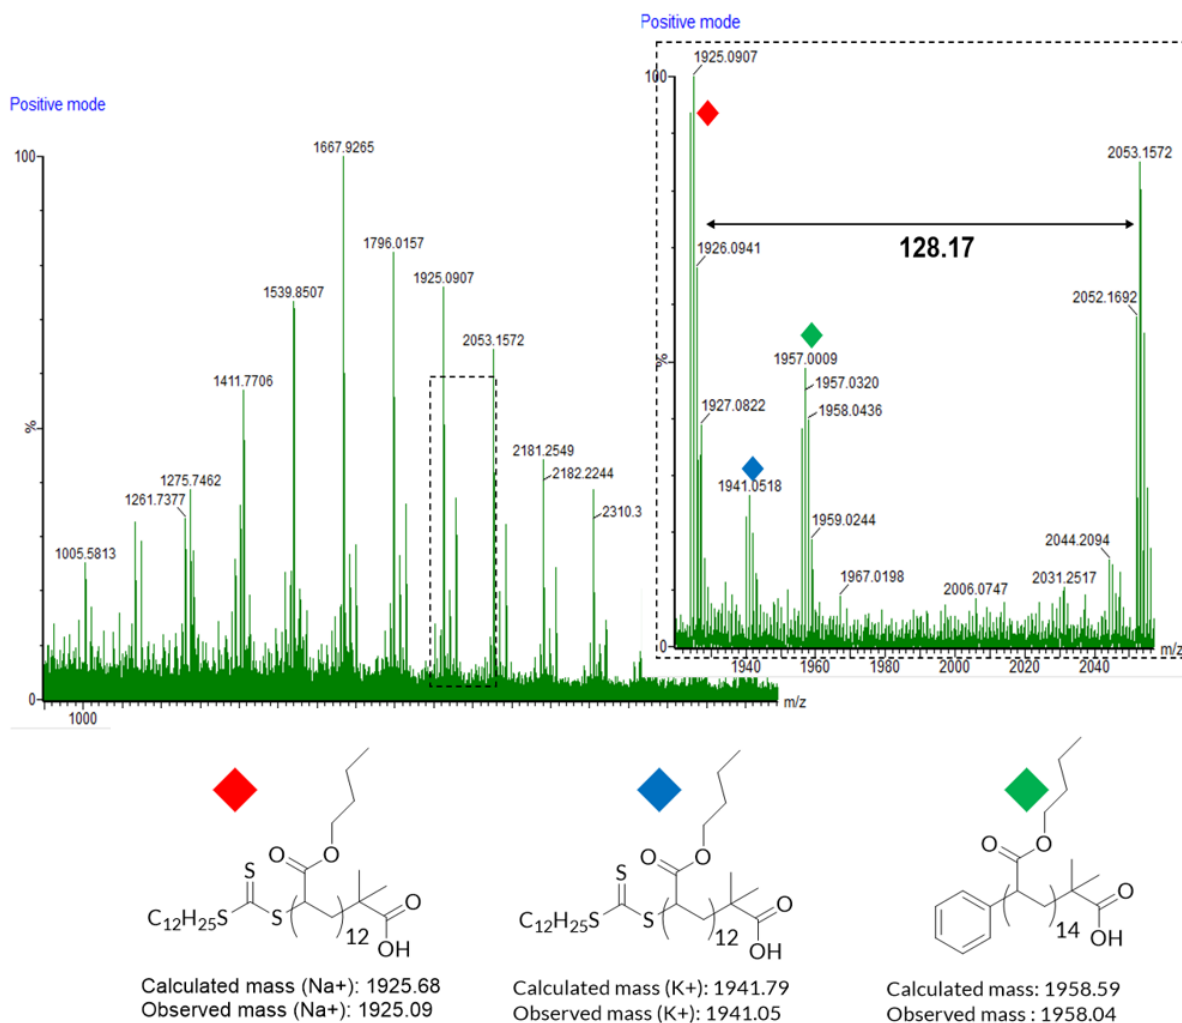 Positive mode
Positive mode
100
%
0
1000
m/z
1005.5813
1261.7377
1275.7462
1411.7706
1539.8507
1667.9265
1796.0157
1925.0907
2053.1572
2181.2549
2182.2244
2310.3
100
%
0
1925.0907
1926.0941
1927.0822
128.17
1941.0518
1957.0009
1957.0320
1958.0436
1959.0244
1967.0198
2006.0747
2031.2517
2044.2094
2052.1692
2053.1572
1940
1960
1980
2000
2020
2040
m/z
O
O
S
C12H25S
S
12
O
OH
Calculated mass (Na+): 1925.68
Observed mass (Na+): 1925.09
O
O
S
C12H25S
S
12
O
OH
Calculated mass (K+): 1941.79
Observed mass (K+): 1941.05
O
O
14
O
OH
Calculated mass: 1958.59
Observed mass : 1958.04